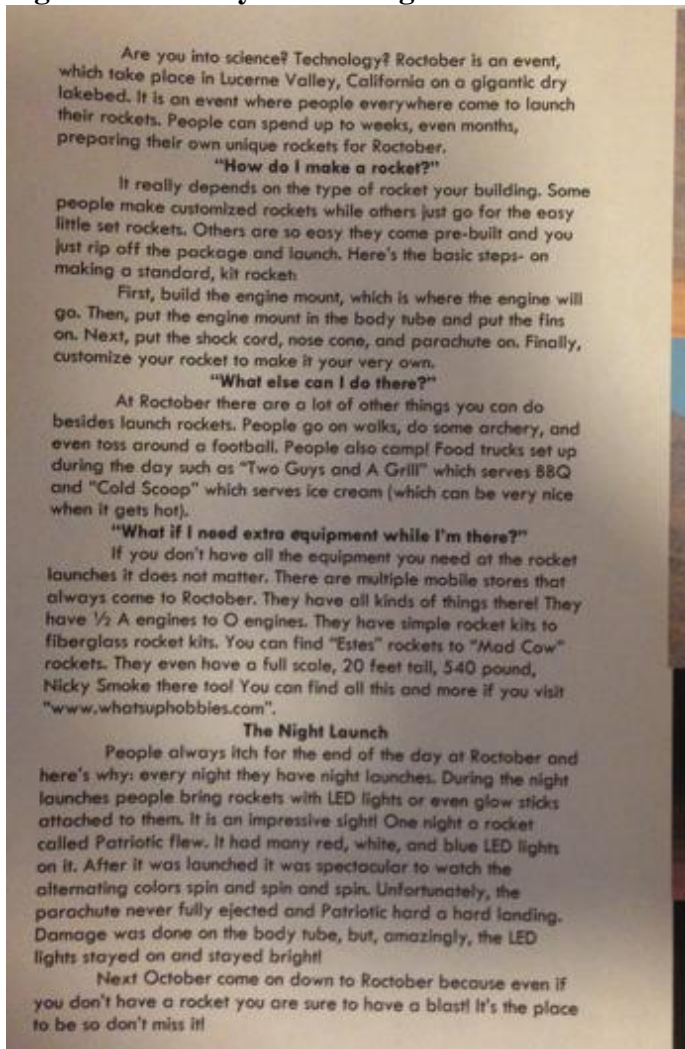 Are you into science? Technology? Roctober is an event,
which take place in Lucerne Valley, California on a gigantic dry
lakebed. It is an event where people everywhere come to launch
their rockets. People can spend up to weeks, even months,
preparing their own unique rockets for Roctober.
"How do I make a rocket?"
It really depends on the type of rocket your building. Some
people make customized rockets while others just go for the easy
little set rockets. Others are so easy they come pre-built and you
just rip off the package and launch. Here's the basic steps- on
making a standard, kit rocket:
First, build the engine mount, which is where the engine will
go. Then, put the engine mount in the body tube and put the fins
on. Next, put the shock cord, nose cone, and parachute on. Finally,
customize your rocket to make it your very own.
"What else can I do there?"
At Roctober there are a lot of other things you can do
besides launch rockets. People go on walks, do some archery, and
even toss around a football. People also camp! Food trucks set up
during the day such as "Two Guys and A Grill" which serves BBQ
and "Cold Scoop" which serves ice cream (which can be very nice
when it gets hot).
"What if I need extra equipment while I'm there?"
If you don't have all the equipment you need at the rocket
launches it does not matter. There are multiple mobile stores that
always come to Roctober. They have all kinds of things there! They
have ½ A engines to O engines. They have simple rocket kits to
fiberglass rocket kits. You can find "Estes" rockets to "Mad Cow"
rockets. They even have a full scale, 20 feet tall, 540 pound,
Nicky Smoke there too! You can find all this and more if you visit
"www.whatsuphobbies.com".
The Night Launch
People always itch for the end of the day at Roctober and
here's why: every night they have night launches. During the night
launches people bring rockets with LED lights or even glow sticks
attached to them. It is an impressive sight! One night a rocket
called Patriotic flew. It had many red, white, and blue LED lights
on it. After it was launched it was spectacular to watch the
alternating colors spin and spin and spin. Unfortunately, the
parachute never fully ejected and Patriotic hard a hard landing.
Damage was done on the body tube, but, amazingly, the LED
lights stayed on and stayed bright!
Next October come on down to Roctober because even if
you don't have a rocket you are sure to have a blast! It's the place
to be so don't miss it!